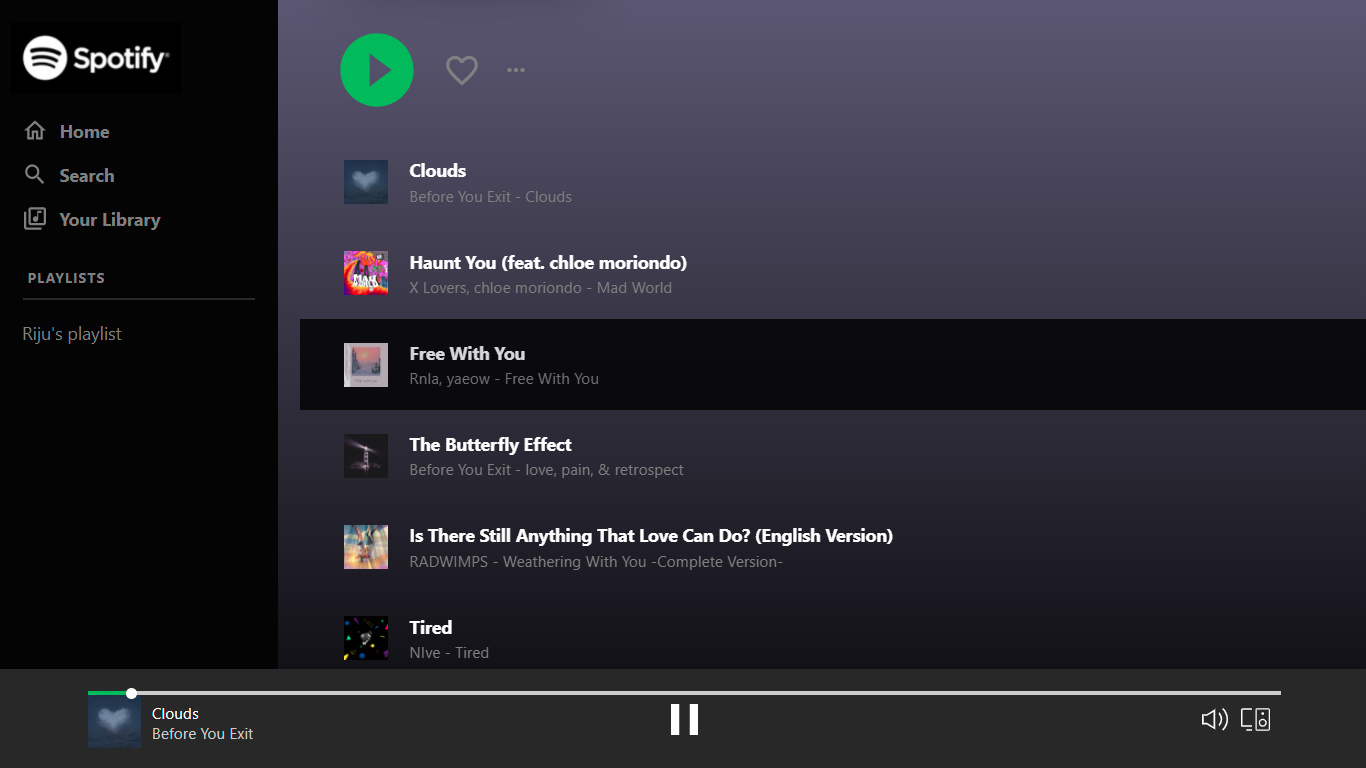 Spotify
Home
Search
Your Library
PLAYLISTS
Riju's playlist
Clouds
Before You Exit - Clouds
Haunt You (feat. chloe moriondo)
X Lovers, chloe moriondo - Mad World
Free With You
Rnla, yaeow - Free With You
The Butterfly Effect
Before You Exit - love, pain, & retrospect
Is There Still Anything That Love Can Do? (English Version)
RADWIMPS - Weathering With You -Complete Version-
Tired
NIve - Tired
Clouds
Before You Exit